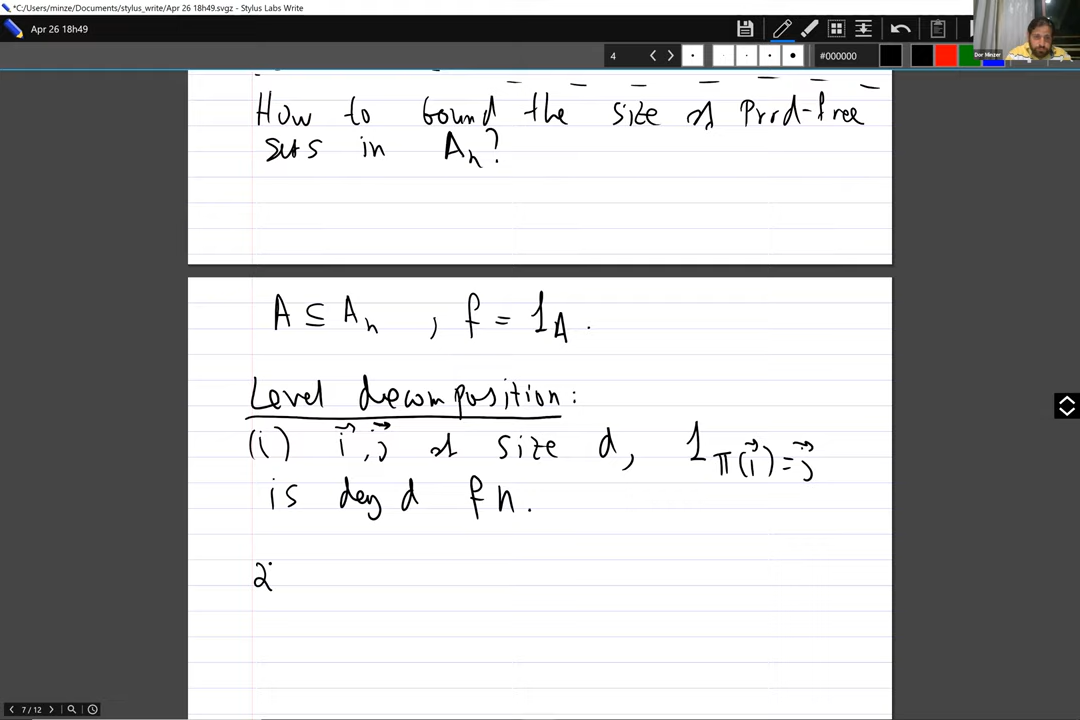 *C:/Users/minze/Documents/stylus_write/Apr 26 18h49.svgz - Stylus Labs Write
Apr 26 18h49
4
#000000
Dor Minzer
How to bound the size of Prod-free
sets in Aₙ?
A ⊆ Aₙ , f = 1_A .
Level decomposition:
(i) i⃗, j⃗ of size d, 1_{π(i⃗)=j⃗}
is deg d fn.
2
7 / 12